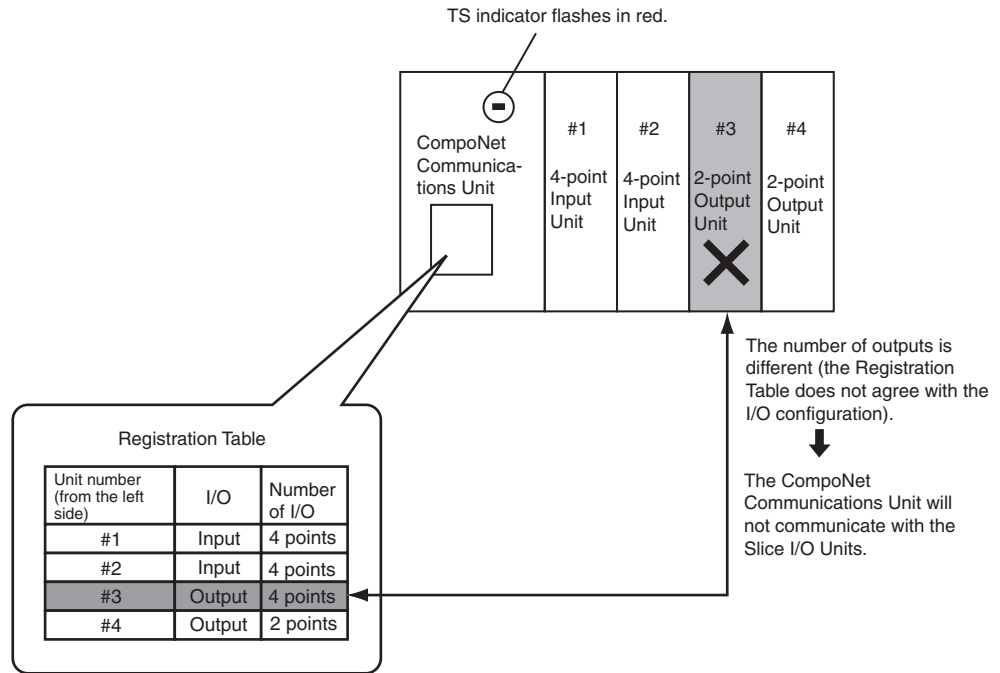 TS indicator flashes in red.
CompoNet
Communica-
tions Unit
#1
4-point
Input
Unit
#2
4-point
Input
Unit
#3
2-point
Output
Unit
#4
2-point
Output
Unit
The number of outputs is
different (the Registration
Table does not agree with the
I/O configuration).
The CompoNet
Communications Unit will
not communicate with the
Slice I/O Units.
Registration Table
Unit number
(from the left
side)
I/O
Number
of I/O
#1 Input 4 points
#2 Input 4 points
#3 Output 4 points
#4 Output 2 points